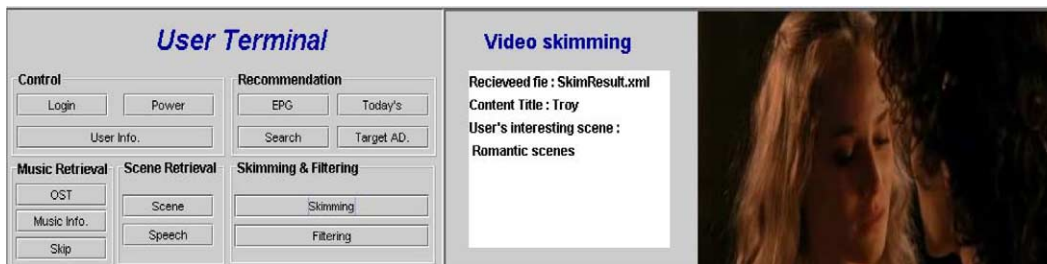 User Terminal
Control
Login
Power
User Info.
Recommendation
EPG
Today's
Search
Target AD.
Music Retrieval
OST
Music Info.
Skip
Scene Retrieval
Scene
Speech
Skimming & Filtering
Skimming
Filtering
Video skimming
Recieveed fie : SkimResult.xml
Content Title : Troy
User's interesting scene :
Romantic scenes